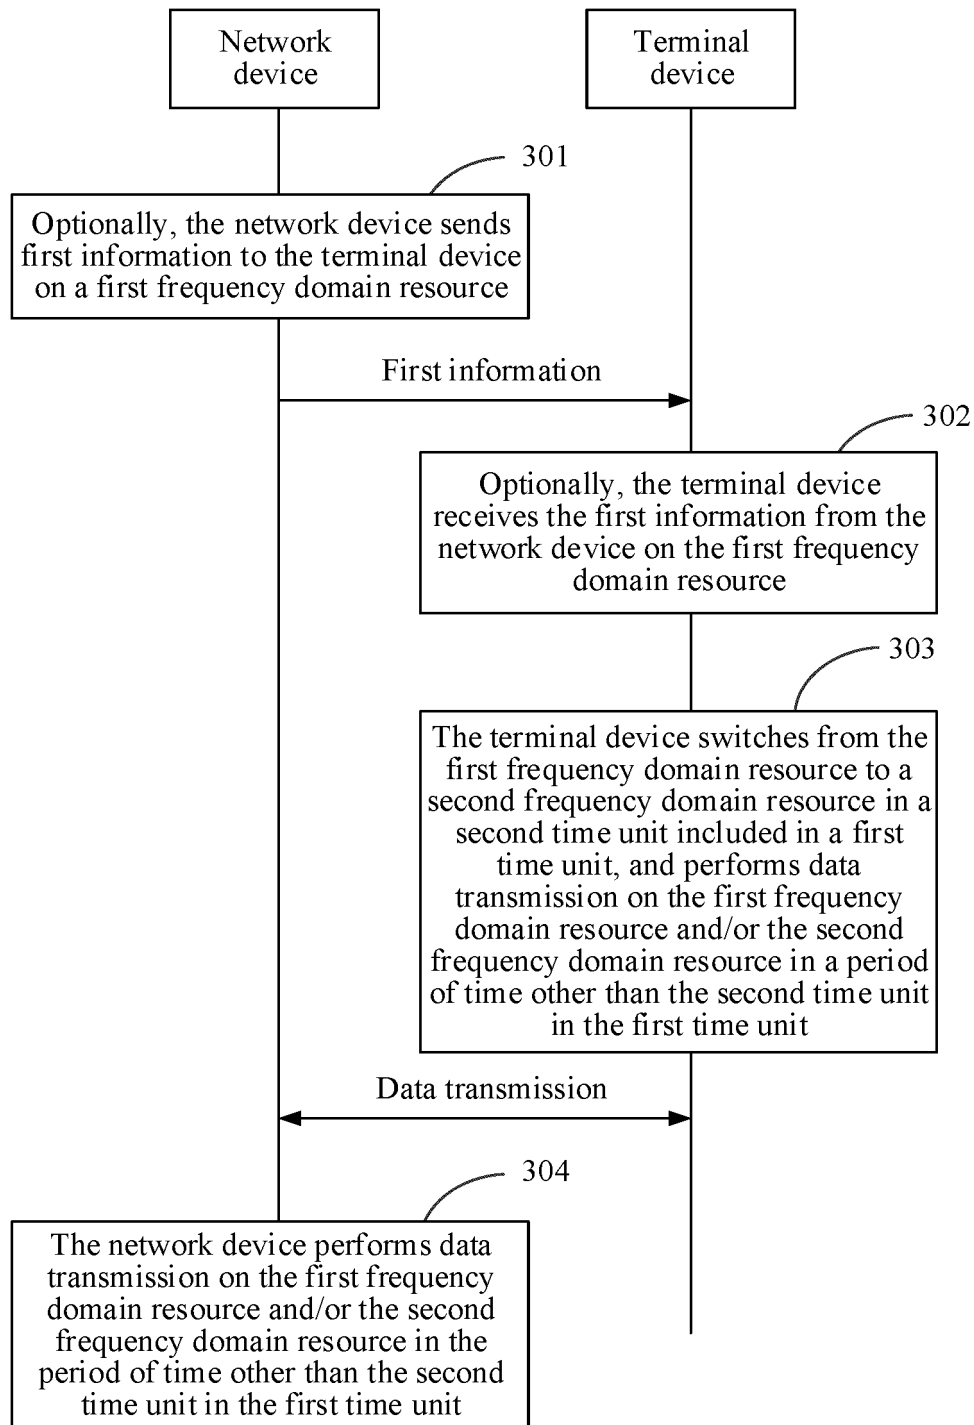 Network
device
Terminal
device
301
Optionally, the network device sends
first information to the terminal device
on a first frequency domain resource
First information
302
Optionally, the terminal device
receives the first information from the
network device on the first frequency
domain resource
303
The terminal device switches from the
first frequency domain resource to a
second frequency domain resource in a
second time unit included in a first
time unit, and performs data
transmission on the first frequency
domain resource and/or the second
frequency domain resource in a period
of time other than the second time unit
in the first time unit
Data transmission
304
The network device performs data
transmission on the first frequency
domain resource and/or the second
frequency domain resource in the
period of time other than the second
time unit in the first time unit